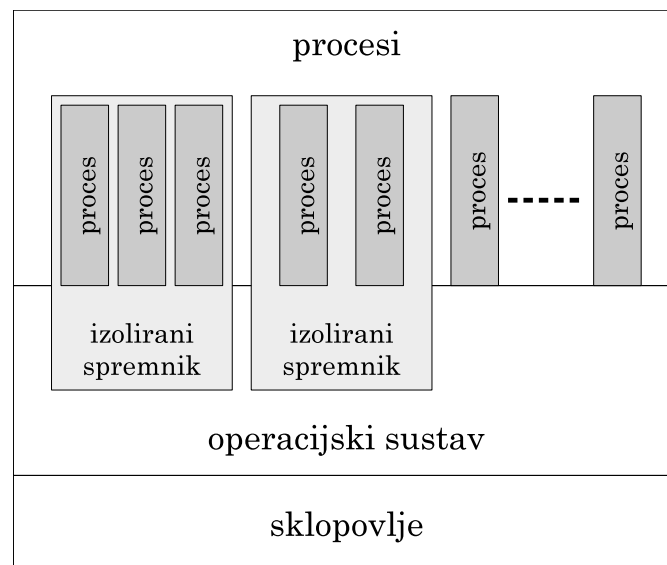 procesi
proces
proces
proces
proces
proces
proces
proces
izolirani
spremnik
izolirani
spremnik
operacijski sustav
sklopovlje